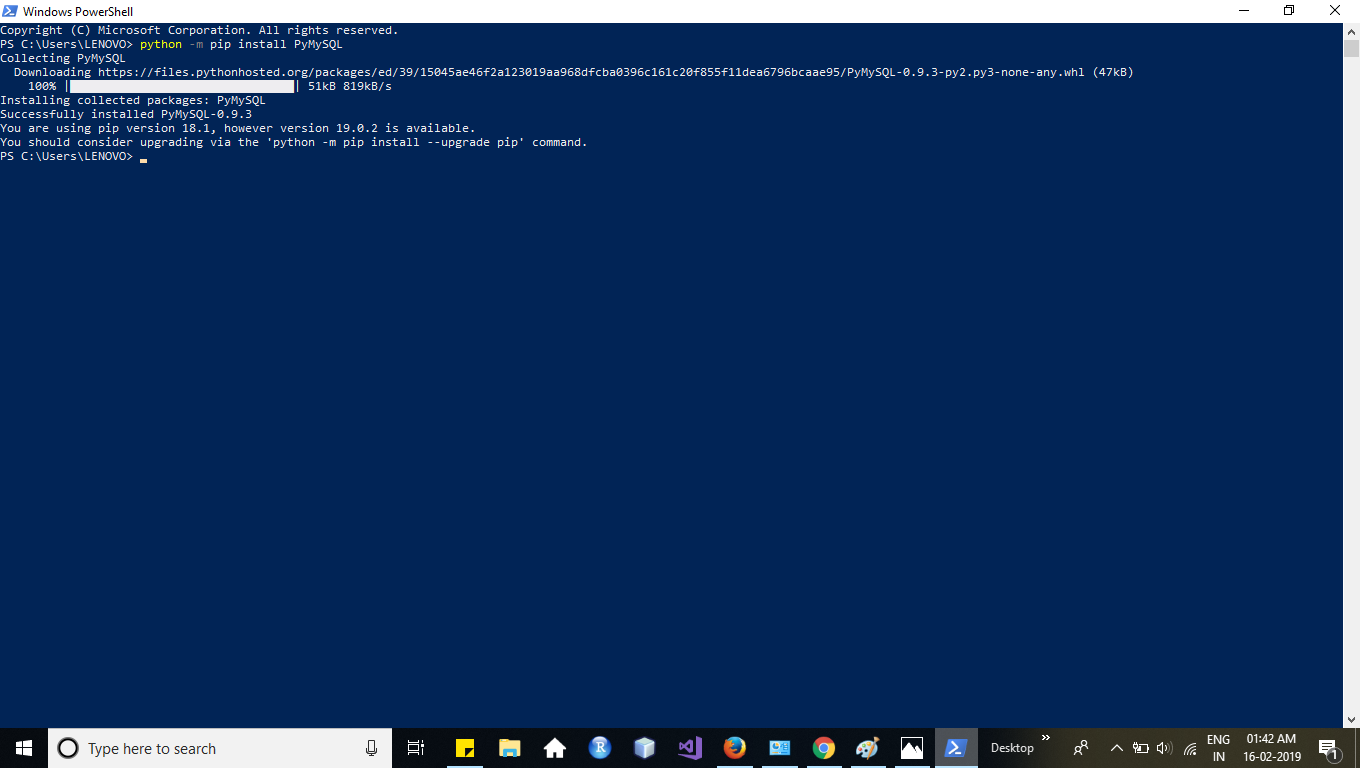 Windows PowerShell
Copyright (C) Microsoft Corporation. All rights reserved.
PS C:\Users\LENOVO> python -m pip install PyMySQL
Collecting PyMySQL
  Downloading https://files.pythonhosted.org/packages/ed/39/15045ae46f2a123019aa968dfcba0396c161c20f855f11dea6796bcaae95/PyMySQL-0.9.3-py2.py3-none-any.whl (47kB)
    100% |████████████████████████████████| 51kB 819kB/s
Installing collected packages: PyMySQL
Successfully installed PyMySQL-0.9.3
You are using pip version 18.1, however version 19.0.2 is available.
You should consider upgrading via the 'python -m pip install --upgrade pip' command.
PS C:\Users\LENOVO>
Type here to search
R
Desktop
»
ENG
IN
01:42 AM
16-02-2019
1